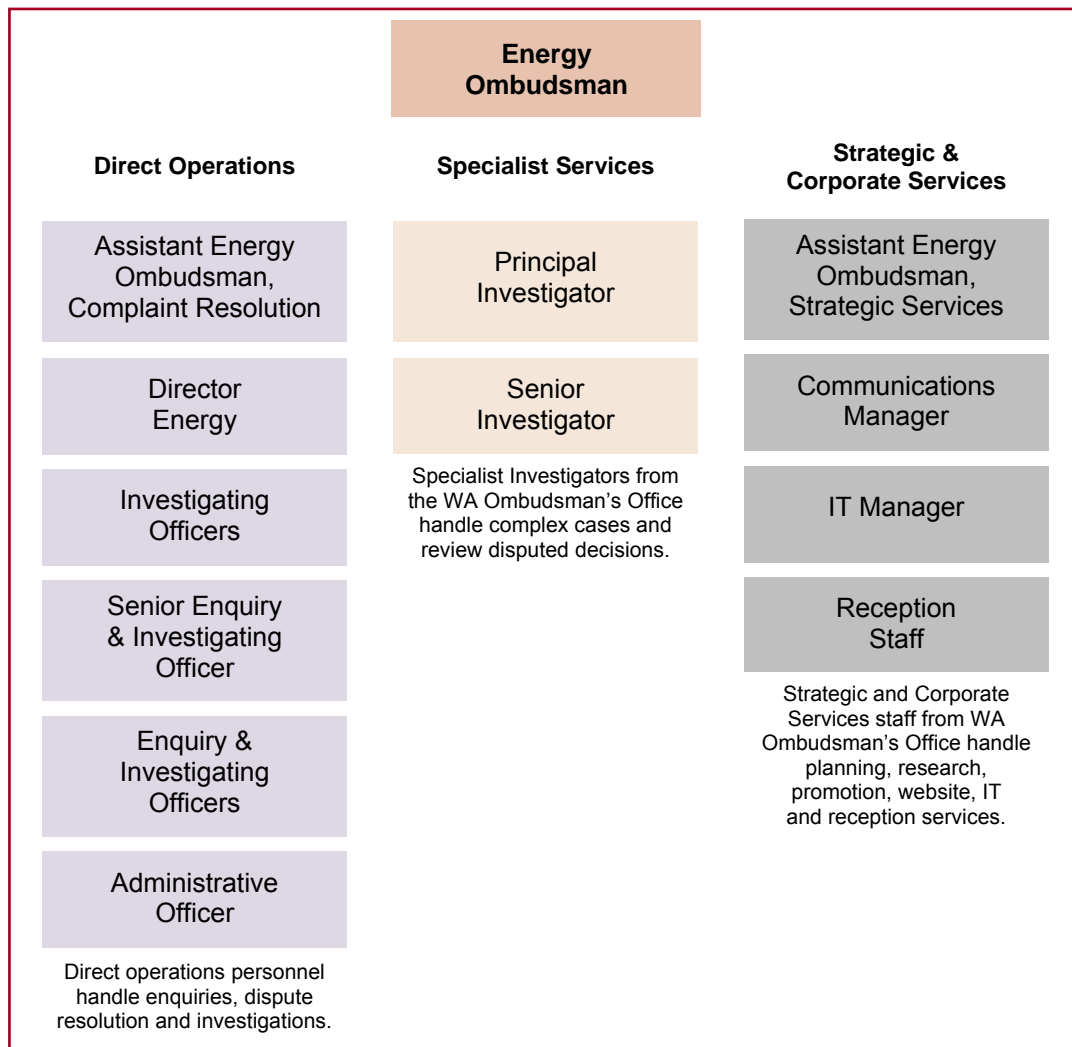 Energy
Ombudsman
Direct Operations
Assistant Energy
Ombudsman,
Complaint Resolution
Director
Energy
Investigating
Officers
Senior Enquiry
& Investigating
Officer
Enquiry &
Investigating
Officers
Administrative
Officer
Direct operations personnel
handle enquiries, dispute
resolution and investigations.
Specialist Services
Principal
Investigator
Senior
Investigator
Specialist Investigators from
the WA Ombudsman’s Office
handle complex cases and
review disputed decisions.
Strategic &
Corporate Services
Assistant Energy
Ombudsman,
Strategic Services
Communications
Manager
IT Manager
Reception
Staff
Strategic and Corporate
Services staff from WA
Ombudsman’s Office handle
planning, research,
promotion, website, IT
and reception services.